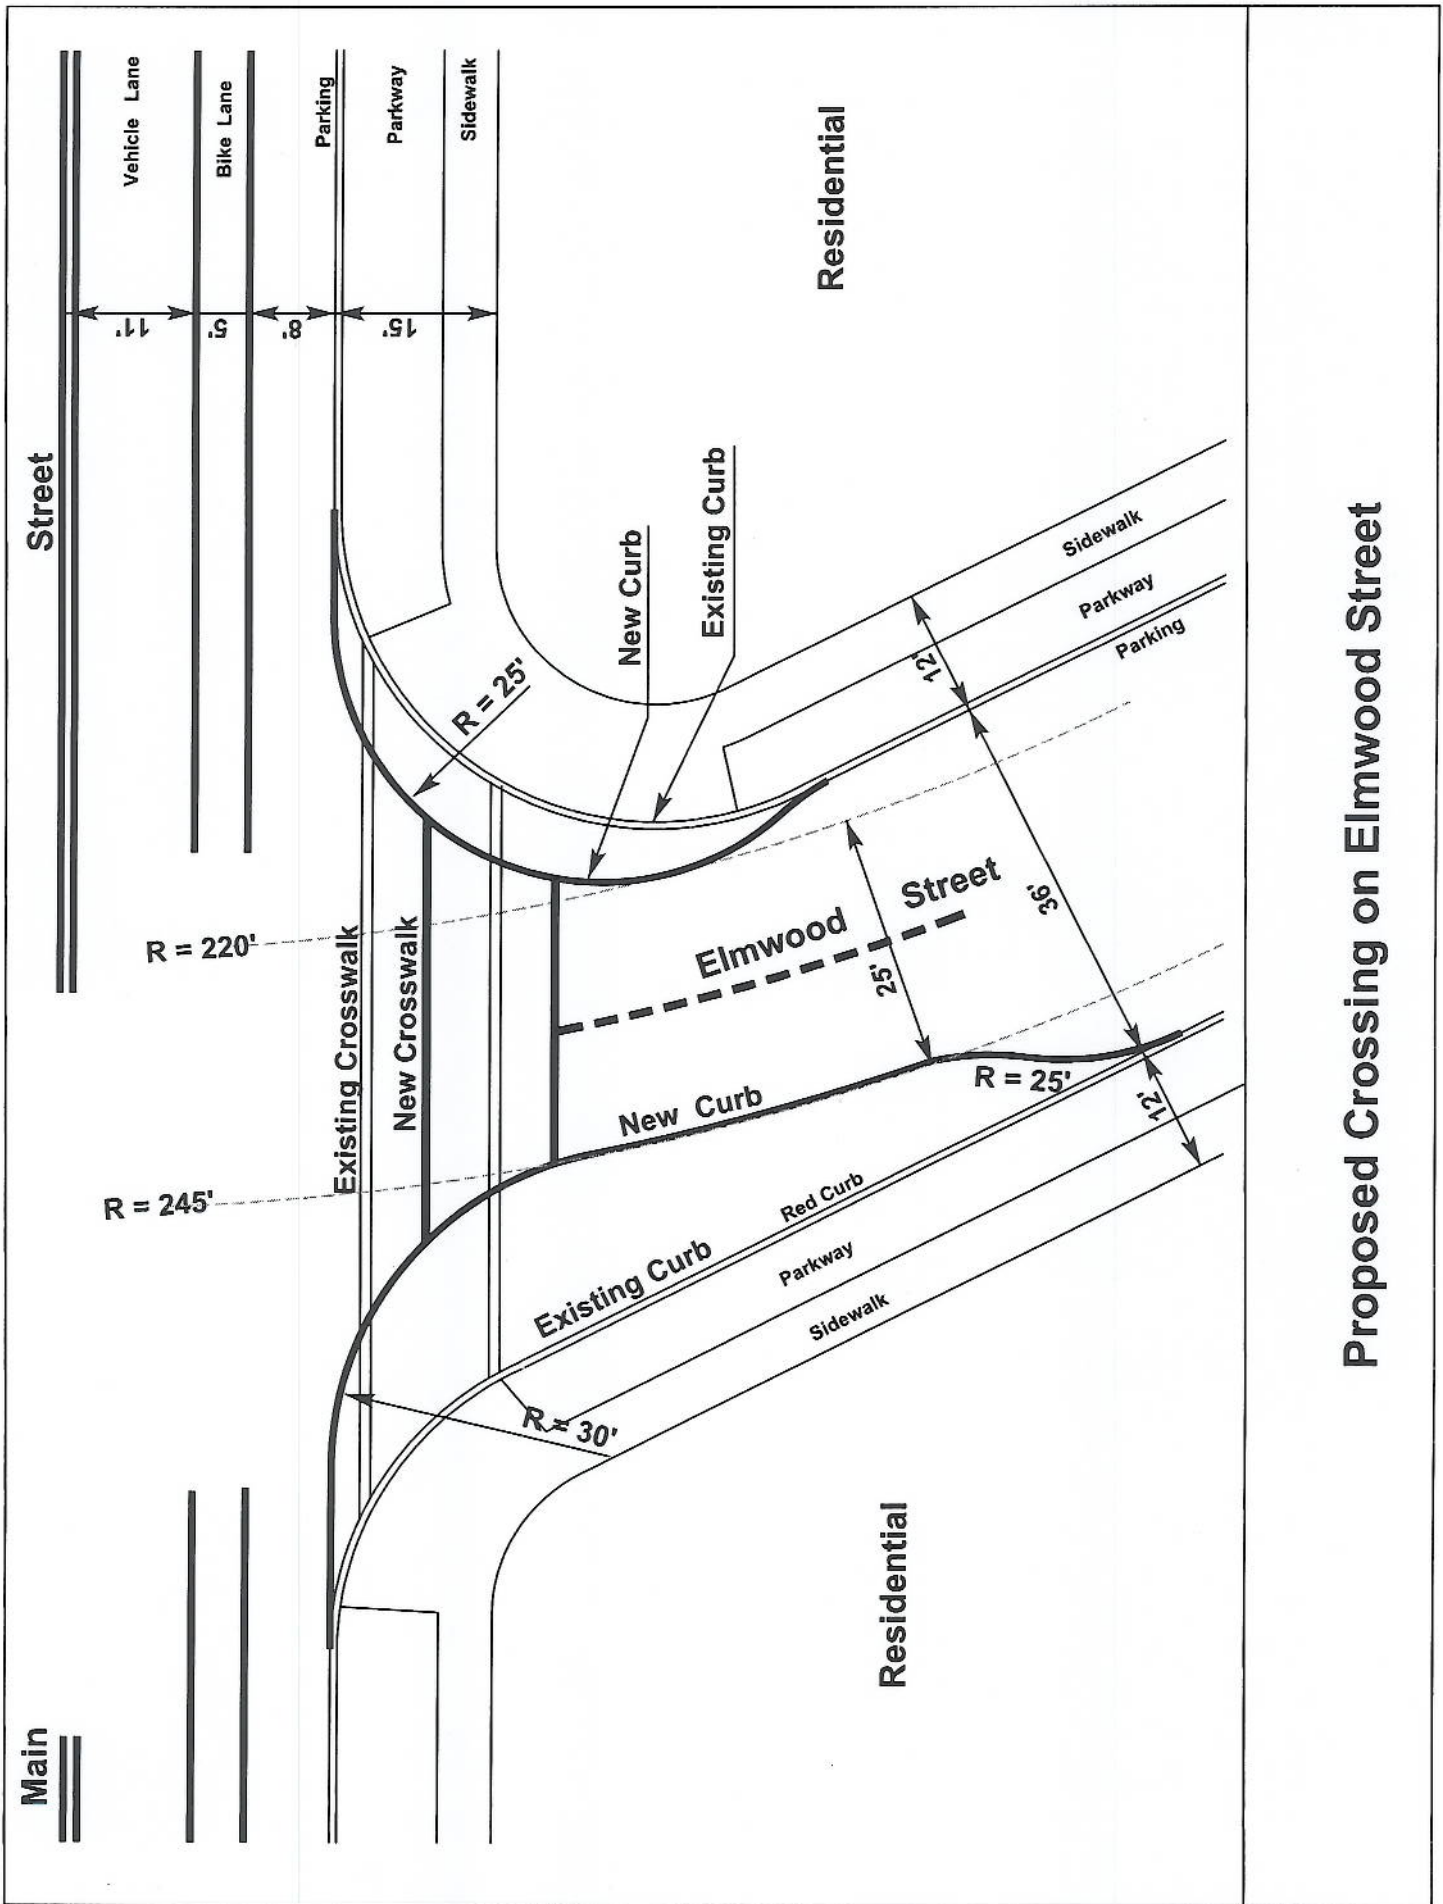 Main
Street
Vehicle Lane
11'
Bike Lane
5'
8'
Parking
Parkway
15'
Sidewalk
R = 245'
R = 220'
Existing Crosswalk
New Crosswalk
R = 25'
New Curb
Existing Curb
Residential
R = 30'
Existing Curb
Red Curb
New Curb
Elmwood Street
25'
R = 25'
36'
12'
12'
Parkway
Sidewalk
Sidewalk
Parkway
Parking
Residential
Proposed Crossing on Elmwood Street